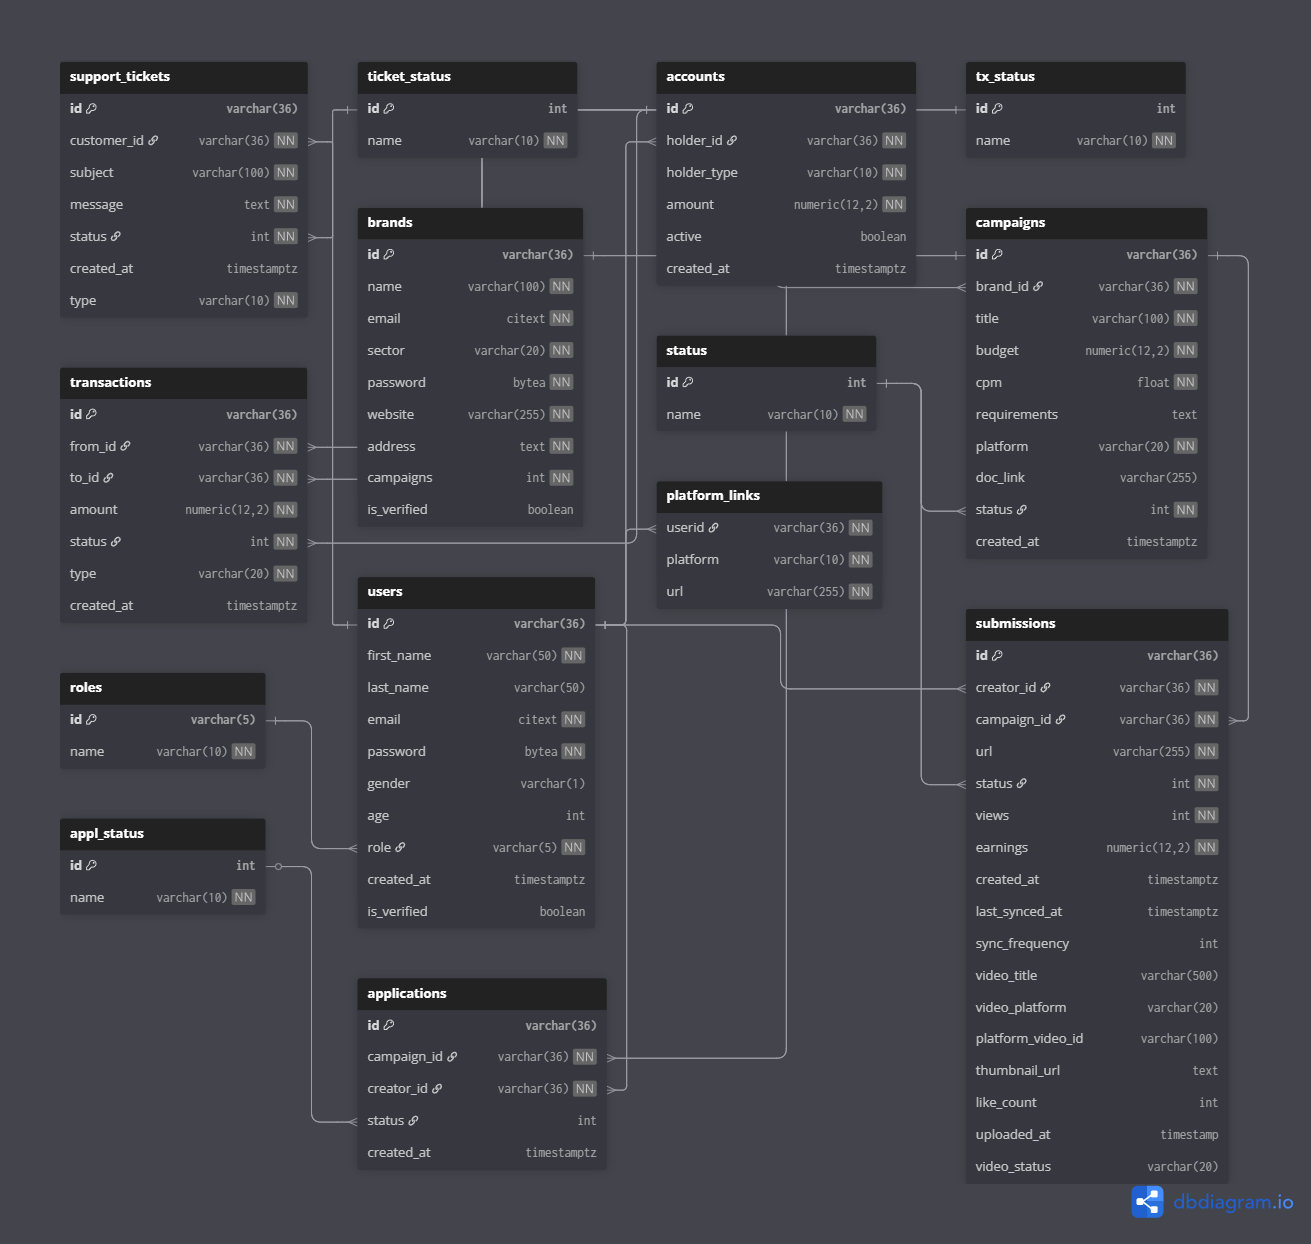 support_tickets
id varchar(36)
customer_id varchar(36) NN
subject varchar(100) NN
message text NN
status int NN
created_at timestamptz
type varchar(10) NN
ticket_status
id int
name varchar(10) NN
accounts
id varchar(36)
holder_id varchar(36) NN
holder_type varchar(10) NN
amount numeric(12,2) NN
active boolean
created_at timestamptz
tx_status
id int
name varchar(10) NN
brands
id varchar(36)
name varchar(100) NN
email citext NN
sector varchar(20) NN
password bytea NN
website varchar(255) NN
address text NN
campaigns int NN
is_verified boolean
campaigns
id varchar(36)
brand_id varchar(36) NN
title varchar(100) NN
budget numeric(12,2) NN
cpm float NN
requirements text
platform varchar(20) NN
doc_link varchar(255)
status int NN
created_at timestamptz
status
id int
name varchar(10) NN
transactions
id varchar(36)
from_id varchar(36) NN
to_id varchar(36) NN
amount numeric(12,2) NN
status int NN
type varchar(20) NN
created_at timestamptz
platform_links
userid varchar(36) NN
platform varchar(10) NN
url varchar(255) NN
users
id varchar(36)
first_name varchar(50) NN
last_name varchar(50)
email citext NN
password bytea NN
gender varchar(1)
age int
role varchar(5) NN
created_at timestamptz
is_verified boolean
submissions
id varchar(36)
creator_id varchar(36) NN
campaign_id varchar(36) NN
url varchar(255) NN
status int NN
views int NN
earnings numeric(12,2) NN
created_at timestamptz
last_synced_at timestamptz
sync_frequency int
video_title varchar(500)
video_platform varchar(20)
platform_video_id varchar(100)
thumbnail_url text
like_count int
uploaded_at timestamp
video_status varchar(20)
roles
id varchar(5)
name varchar(10) NN
appl_status
id int
name varchar(10) NN
applications
id varchar(36)
campaign_id varchar(36) NN
creator_id varchar(36) NN
status int
created_at timestamptz
dbdiagram.io